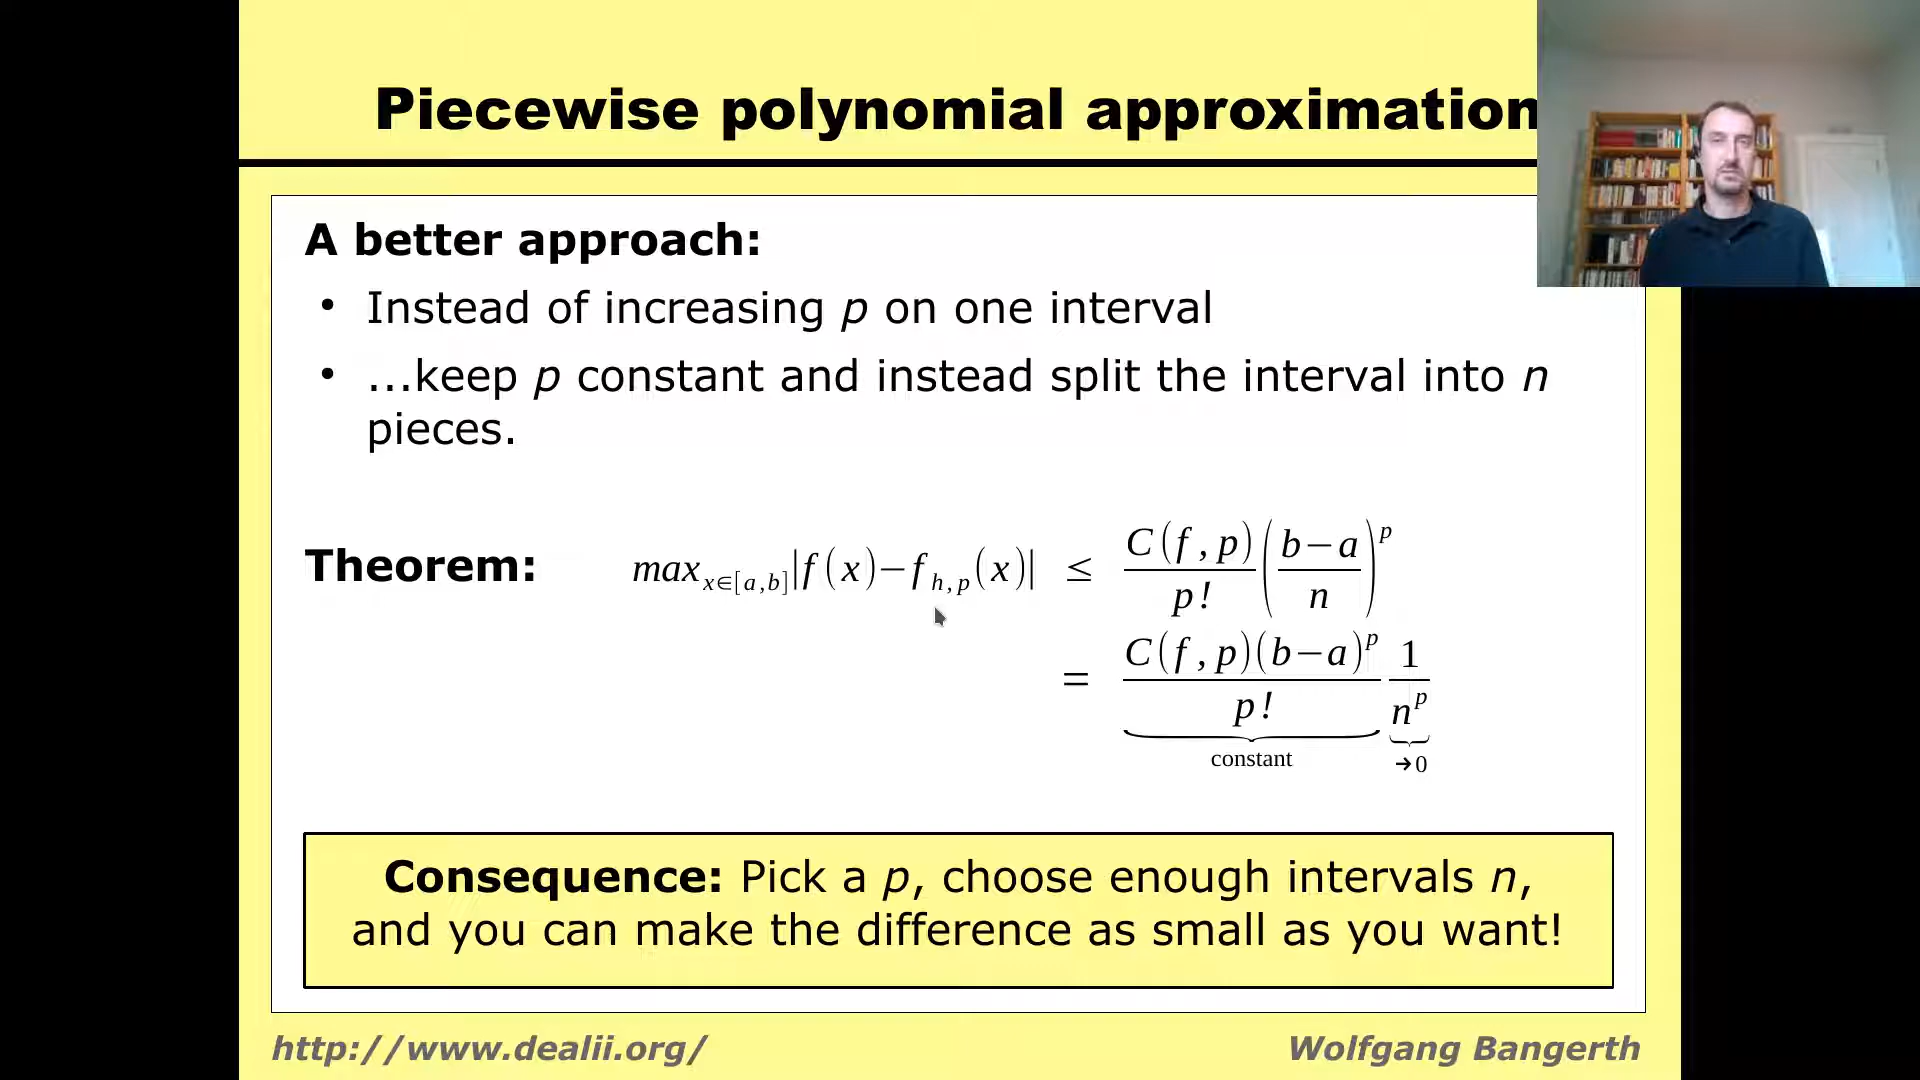 Piecewise polynomial approximation
A better approach:
• Instead of increasing p on one interval
• ...keep p constant and instead split the interval into n
pieces.
Theorem: max_{x∈[a,b]}|f(x)−f_{h,p}(x)| ≤ C(f,p)/p! ((b−a)/n)^p
= C(f,p)(b−a)^p/p! 1/n^p
constant →0
Consequence: Pick a p, choose enough intervals n,
and you can make the difference as small as you want!
http://www.dealii.org/ Wolfgang Bangerth